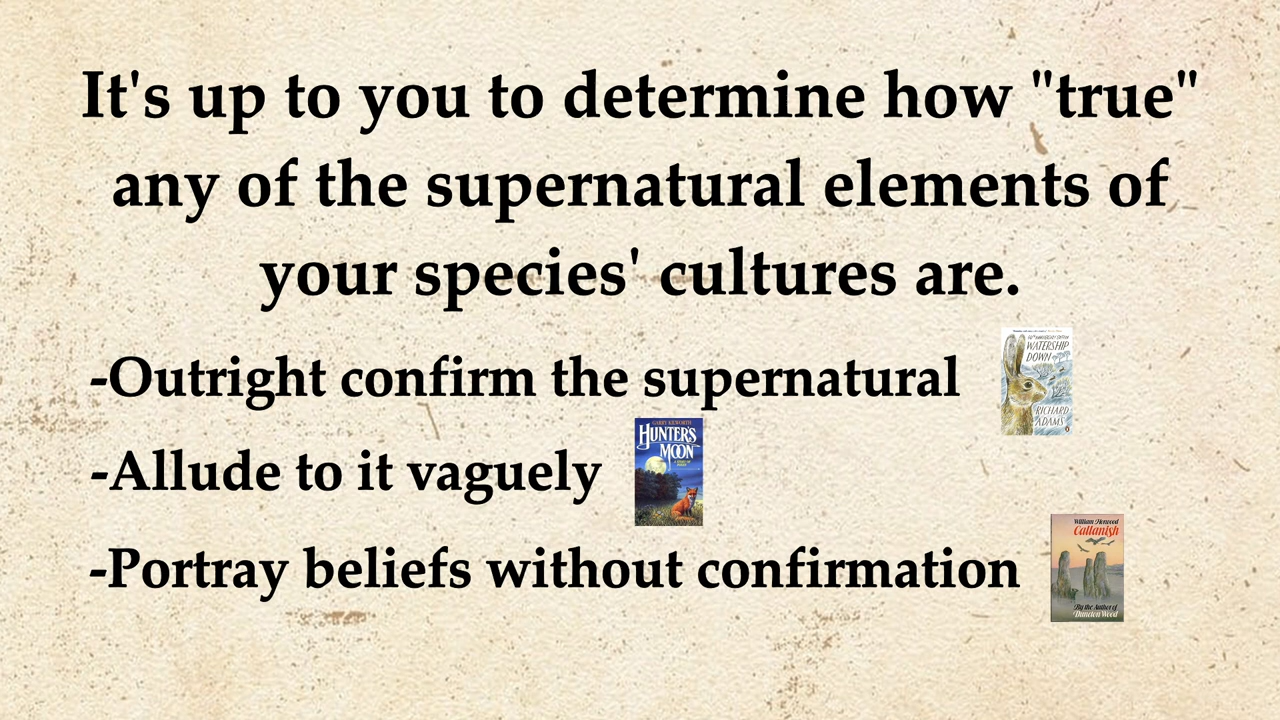 It's up to you to determine how "true"
any of the supernatural elements of
your species' cultures are.
-Outright confirm the supernatural
WATERSHIP
DOWN
RICHARD
ADAMS
-Allude to it vaguely
GARRY KILWORTH
HUNTER'S
MOON
-Portray beliefs without confirmation
William Horwood
Callanish
By the Author of
Duncton Wood